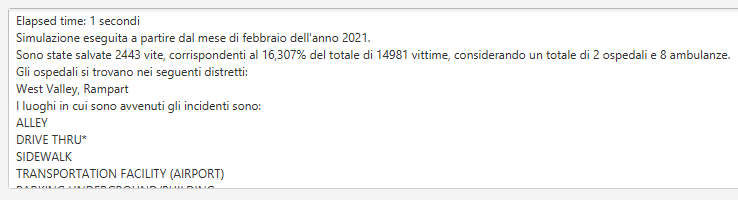 Elapsed time: 1 secondi
Simulazione eseguita a partire dal mese di febbraio dell'anno 2021.
Sono state salvate 2443 vite, corrispondenti al 16,307% del totale di 14981 vittime, considerando un totale di 2 ospedali e 8 ambulanze.
Gli ospedali si trovano nei seguenti distretti:
West Valley, Rampart
I luoghi in cui sono avvenuti gli incidenti sono:
ALLEY
DRIVE THRU*
SIDEWALK
TRANSPORTATION FACILITY (AIRPORT)
PARKING UNDERGROUND/BUILDING